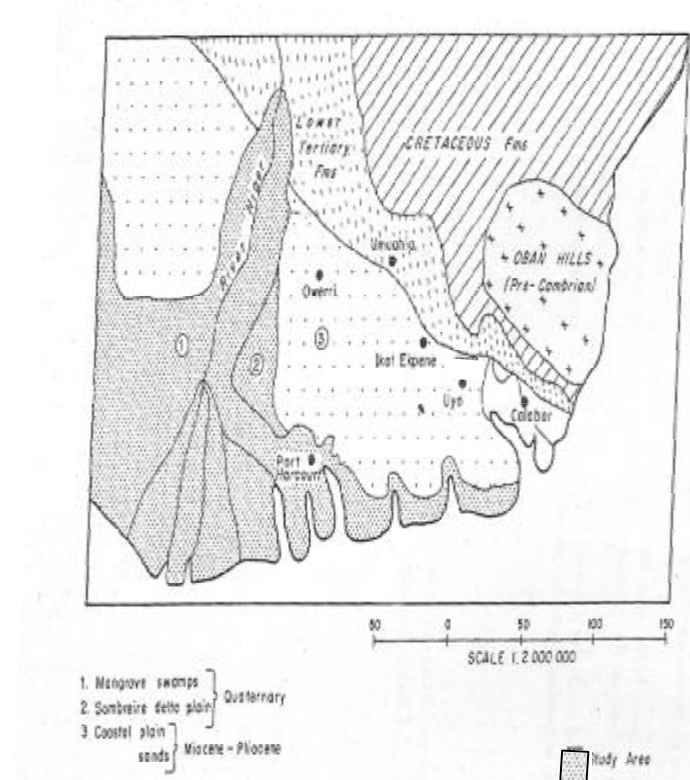 Lower
Tertiary
Fms
CRETACEOUS Fms
River Niger
Umuahia
OBAN HILLS
(Pre-Cambrian)
Owerri
1
3
2
Ikot Ekpene
Uyo
Calabar
Port
Harcourt
50 0 50 100 150
SCALE 1:2 000 000
1. Mangrove swamps
2. Sombreire delta plain
Quaternary
3 Coastal plain
sands
Miocene - Pliocene
Study Area